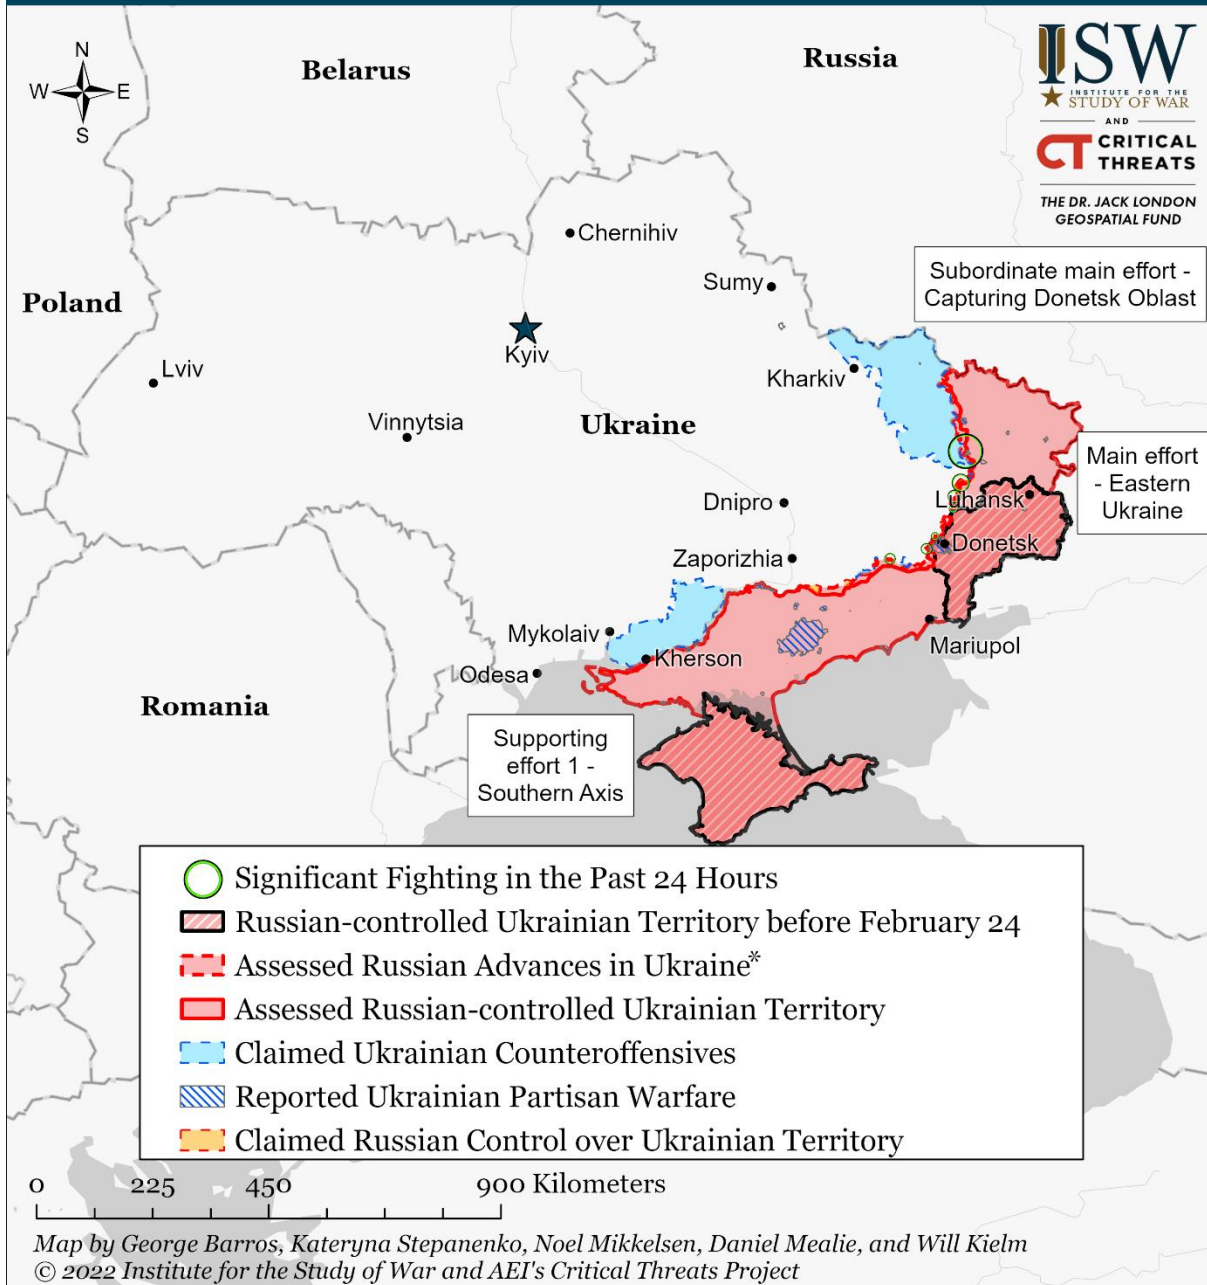 Belarus
Russia
N
W
E
S
ISW
INSTITUTE FOR THE
STUDY OF WAR
AND
CT CRITICAL
THREATS
THE DR. JACK LONDON
GEOSPATIAL FUND
Chernihiv
Subordinate main effort -
Capturing Donetsk Oblast
Sumy
Poland
Kyiv
Lviv
Kharkiv
Vinnytsia
Ukraine
Main effort
- Eastern
Ukraine
Luhansk
Dnipro
Donetsk
Zaporizhia
Mykolaiv
Mariupol
Kherson
Odesa
Romania
Supporting
effort 1 -
Southern Axis
Significant Fighting in the Past 24 Hours
Russian-controlled Ukrainian Territory before February 24
Assessed Russian Advances in Ukraine*
Assessed Russian-controlled Ukrainian Territory
Claimed Ukrainian Counteroffensives
Reported Ukrainian Partisan Warfare
Claimed Russian Control over Ukrainian Territory
0 225 450 900 Kilometers
Map by George Barros, Kateryna Stepanenko, Noel Mikkelsen, Daniel Mealie, and Will Kielm
© 2022 Institute for the Study of War and AEI's Critical Threats Project